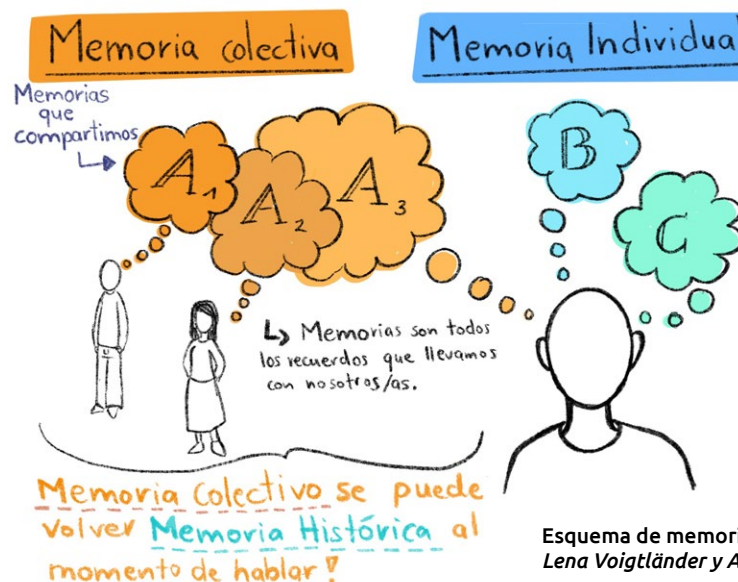 Memoria colectiva
Memoria Individual
Memorias
que
compartimos
A1
A2
A3
B
C
↳ Memorias son todos
los recuerdos que llevamos
con nosotros/as.
Memoria Colectivo se puede
volver Memoria Histórica al
momento de hablar!
Esquema de memori
Lena Voigtländer y A